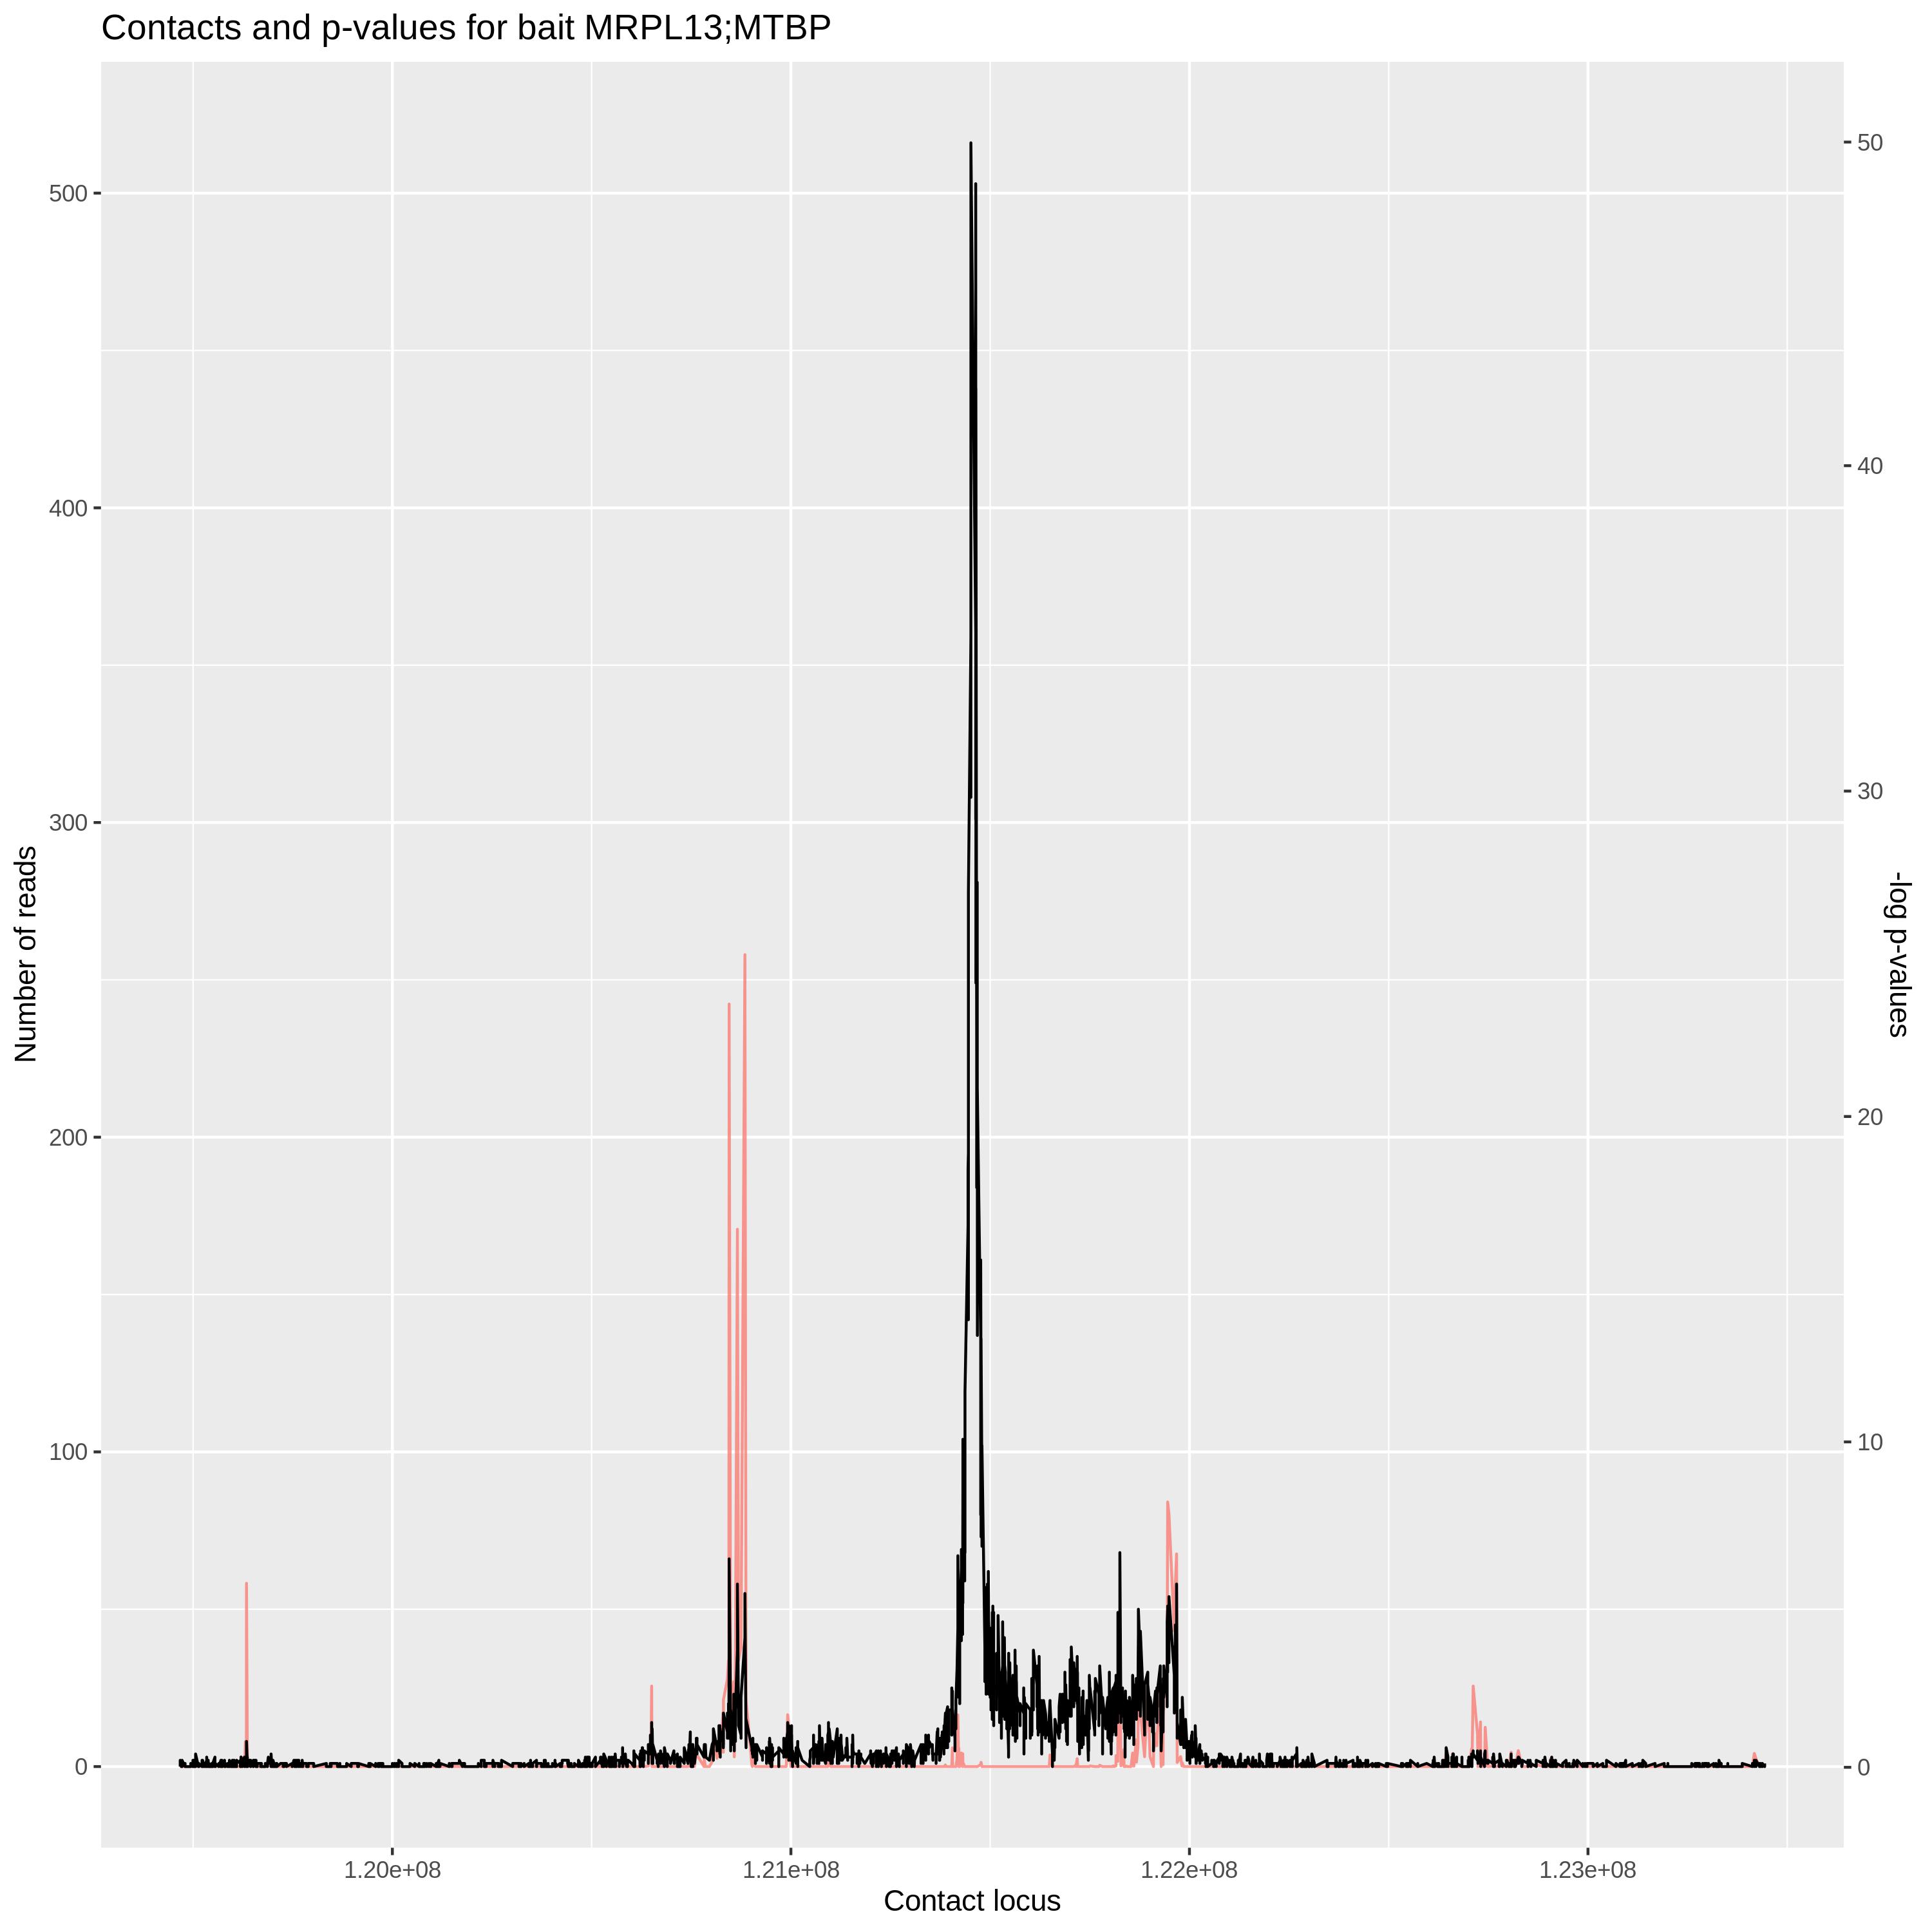 Contacts and p-values for bait MRPL13;MTBP
500
400
300
200
100
0
Number of reads
50
40
30
20
10
0
-log p-values
1.20e+08
1.21e+08
1.22e+08
1.23e+08
Contact locus